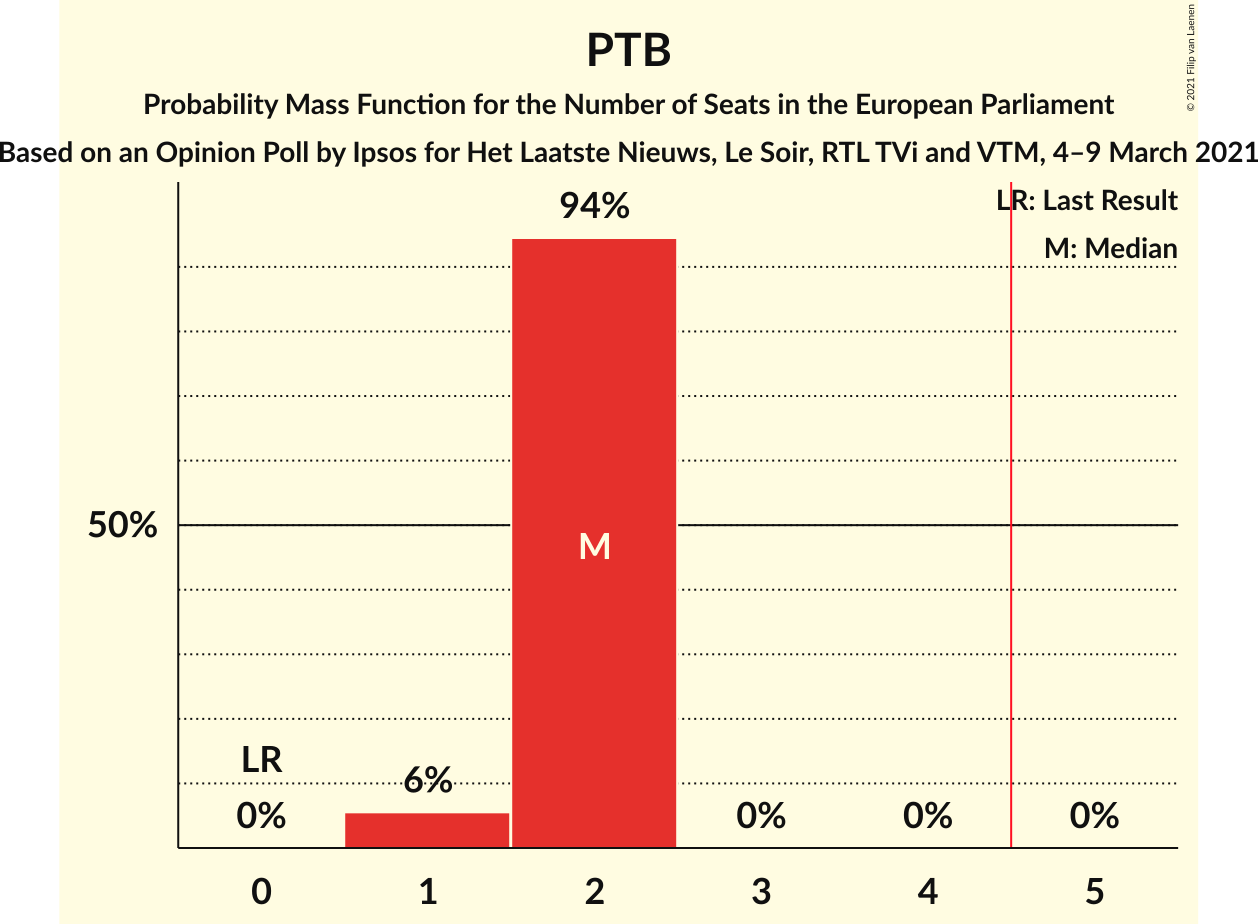 PTB
Probability Mass Function for the Number of Seats in the European Parliament
Based on an Opinion Poll by Ipsos for Het Laatste Nieuws, Le Soir, RTL TVi and VTM, 4–9 March 2021
© 2021 Filip van Laenen
LR: Last Result
M: Median
94%
50%
M
LR
0%
6%
0%
0%
0%
0
1
2
3
4
5